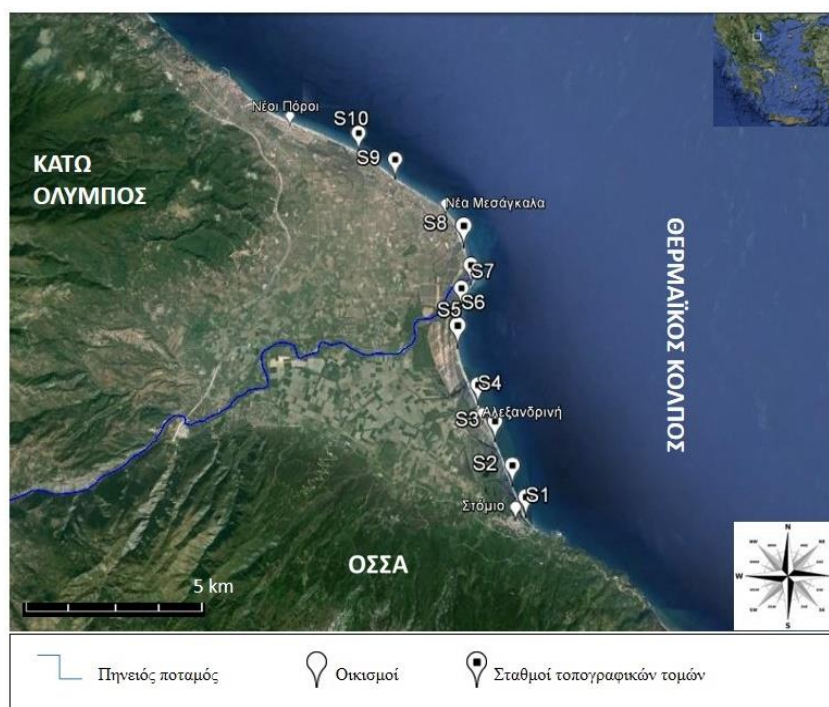 Νέοι Πόροι
S10
S9
ΚΑΤΩ
ΟΛΥΜΠΟΣ
Νέα Μεσάγκαλα
S8
S7
S6
S5
ΘΕΡΜΑΪΚΟΣ ΚΟΛΠΟΣ
S4
S3
Αλεξανδρινή
S2
S1
Στόμιο
ΟΣΣΑ
5 km
N
W
E
S
Πηνειός ποταμός
Οικισμοί
Σταθμοί τοπογραφικών τομών